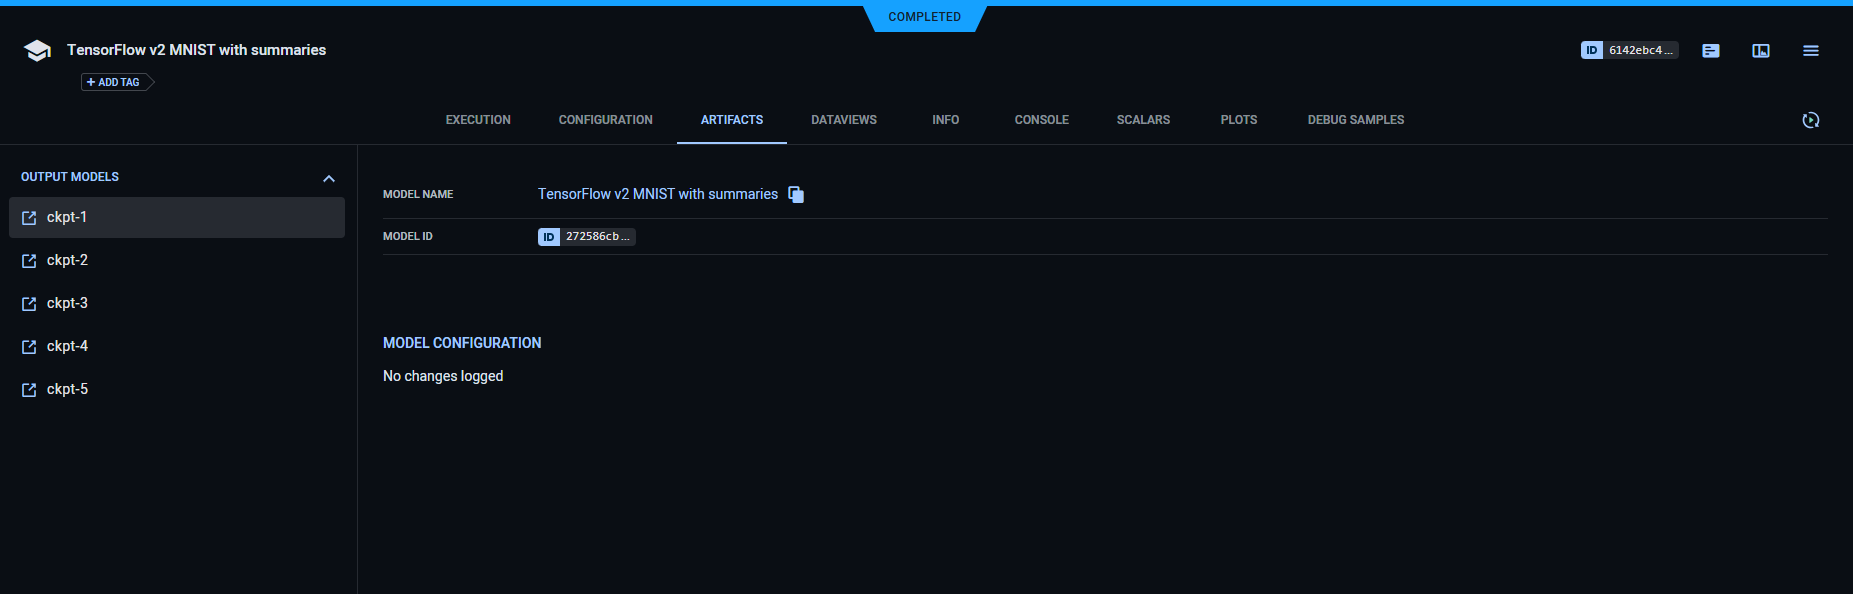 COMPLETED
TensorFlow v2 MNIST with summaries
ID 6142ebc4 ...
+ ADD TAG
EXECUTION CONFIGURATION ARTIFACTS DATAVIEWS INFO CONSOLE SCALARS PLOTS DEBUG SAMPLES
OUTPUT MODELS
ckpt-1
ckpt-2
ckpt-3
ckpt-4
ckpt-5
MODEL NAME TensorFlow v2 MNIST with summaries
MODEL ID ID 272586cb ...
MODEL CONFIGURATION
No changes logged